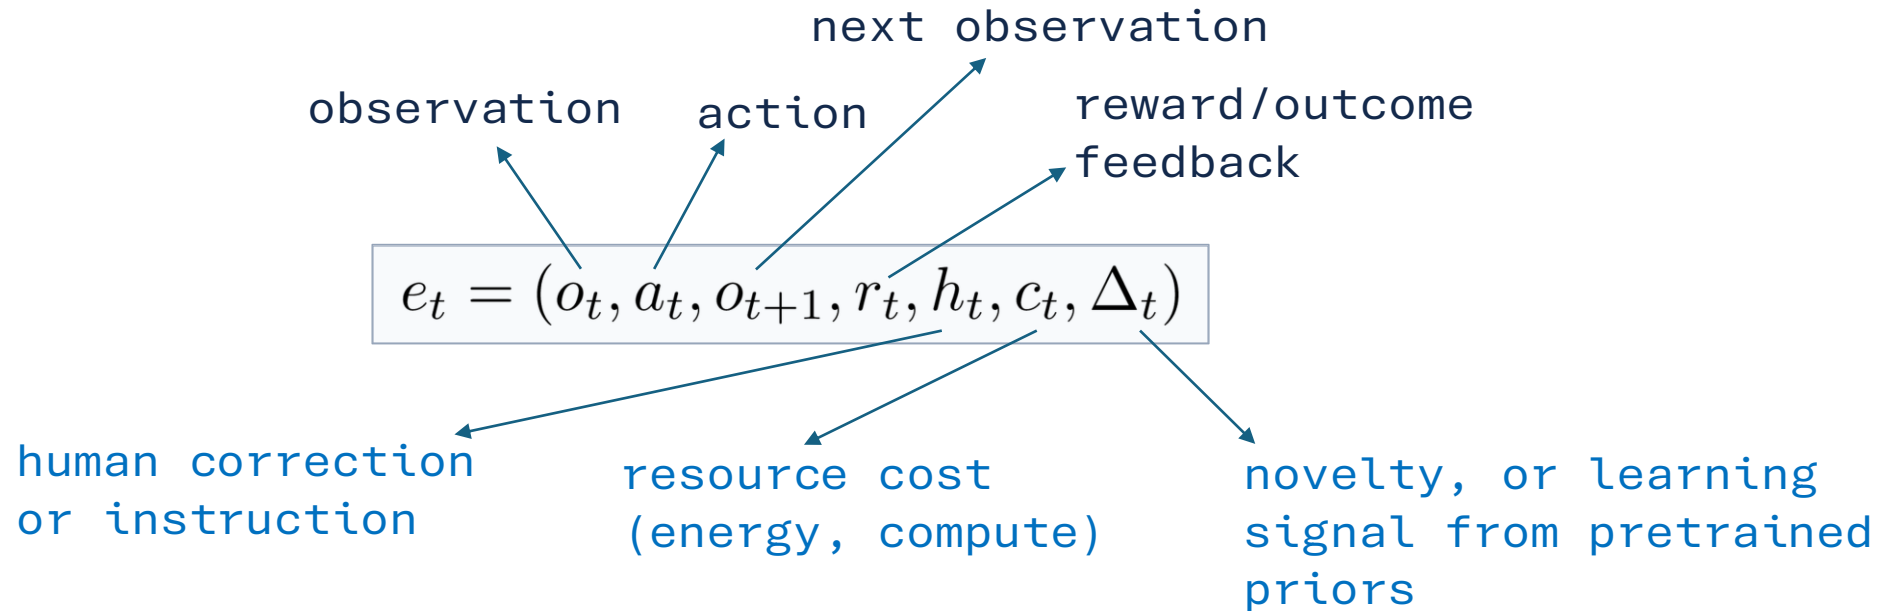 next observation
observation
action
reward/outcome
feedback
e_t = (o_t, a_t, o_{t+1}, r_t, h_t, c_t, Δ_t)
human correction
or instruction
resource cost
(energy, compute)
novelty, or learning
signal from pretrained
priors